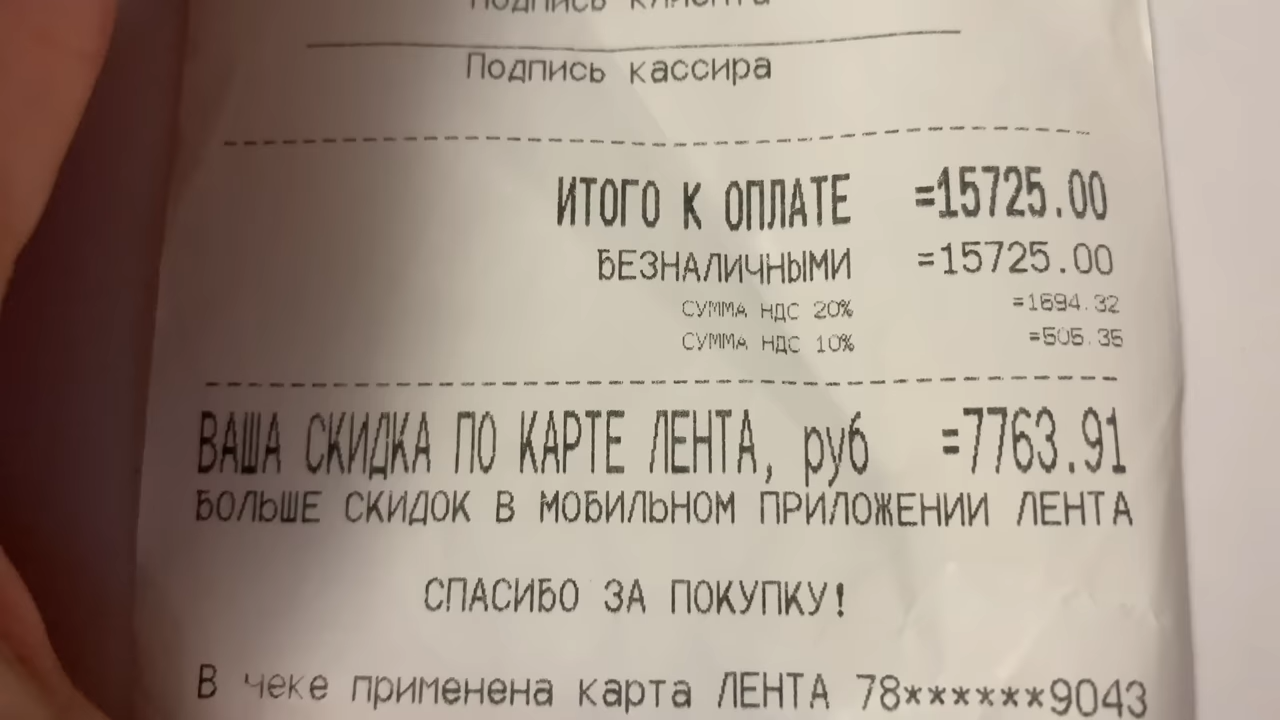 Подпись клиента
Подпись кассира
ИТОГО К ОПЛАТЕ =15725.00
БЕЗНАЛИЧНЫМИ =15725.00
СУММА НДС 20% =1694.32
СУММА НДС 10% =505.35
ВАША СКИДКА ПО КАРТЕ ЛЕНТА, руб =7763.91
БОЛЬШЕ СКИДОК В МОБИЛЬНОМ ПРИЛОЖЕНИИ ЛЕНТА
СПАСИБО ЗА ПОКУПКУ!
В чеке применена карта ЛЕНТА 78******9043